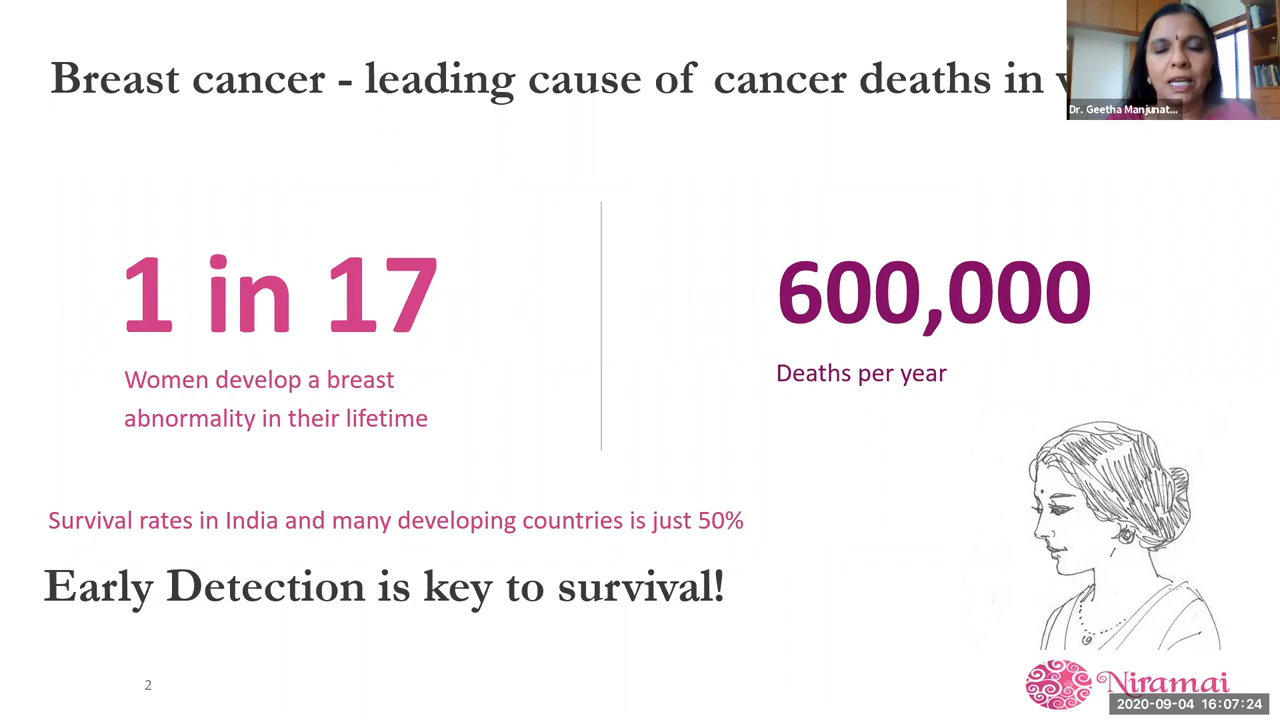 Breast cancer - leading cause of cancer deaths in
Dr. Geetha Manjunat...
1 in 17
Women develop a breast
abnormality in their lifetime
600,000
Deaths per year
Survival rates in India and many developing countries is just 50%
Early Detection is key to survival!
2
Niramai
2020-09-04 16:07:24